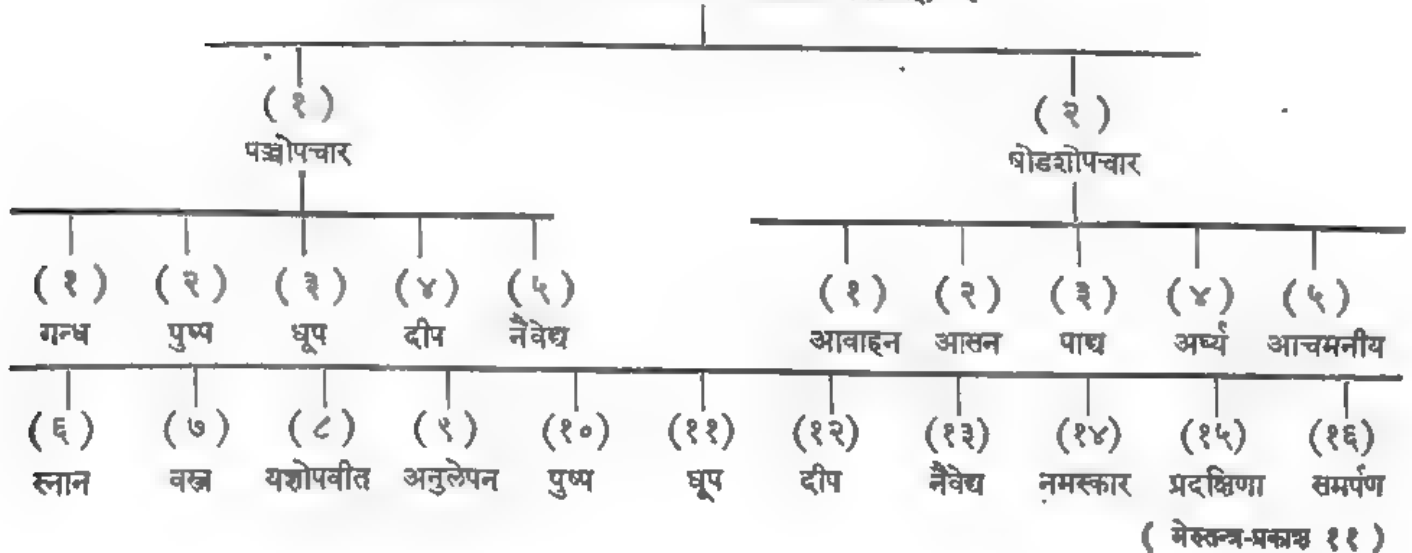 ( १ ) ( २ )
पञ्चोपचार षोडशोपचार
( १ ) ( २ ) ( ३ ) ( ४ ) ( ५ ) ( १ ) ( २ ) ( ३ ) ( ४ ) ( ५ )
गन्ध पुष्प धूप दीप नैवेद्य आवाहन आसन पाद्य अर्घ्य आचमनीय
( ६ ) ( ७ ) ( ८ ) ( ९ ) (१०) (११) (१२) (१३) (१४) (१५) (१६)
स्नान वस्त्र यज्ञोपवीत अनुलेपन पुष्प धूप दीप नैवेद्य नमस्कार प्रदक्षिणा समर्पण
( मेरुतन्त्र-प्रकाश ११ )